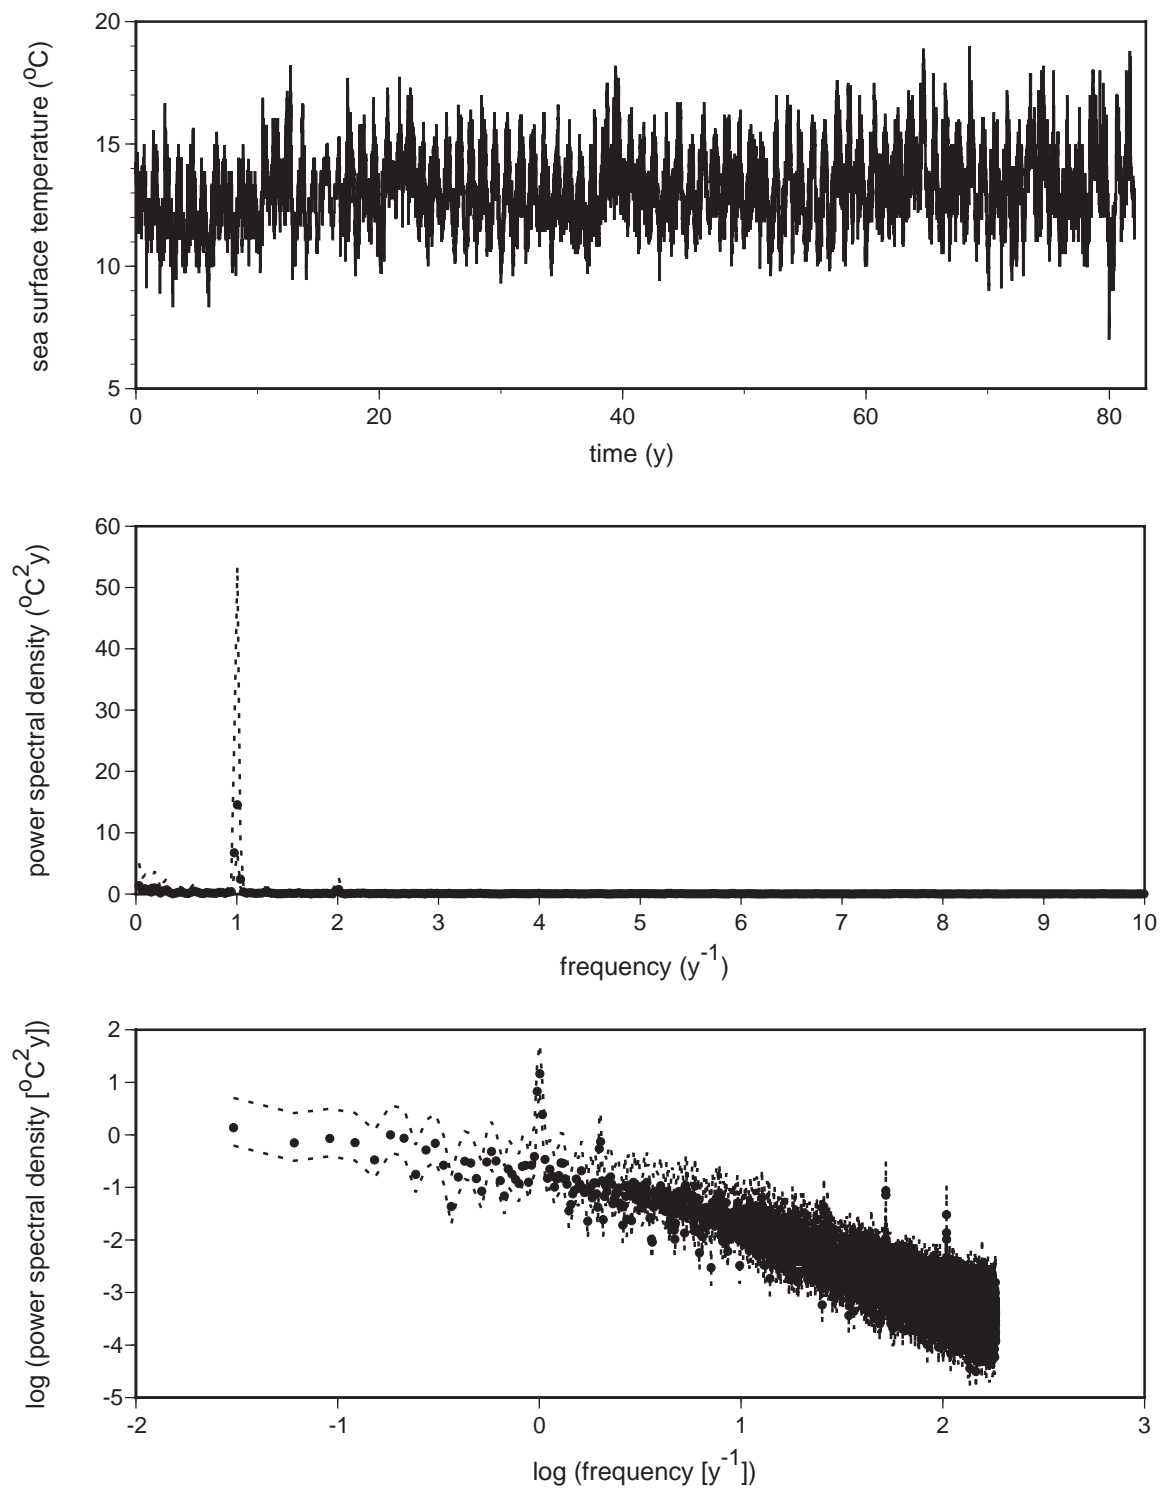 sea surface temperature (°C)
20
15
10
5
0 20 40 60 80
time (y)
power spectral density (°C²y)
60
50
40
30
20
10
0
0 1 2 3 4 5 6 7 8 9 10
frequency (y⁻¹)
log (power spectral density [°C²y])
2
1
0
-1
-2
-3
-4
-5
-2 -1 0 1 2 3
log (frequency [y⁻¹])